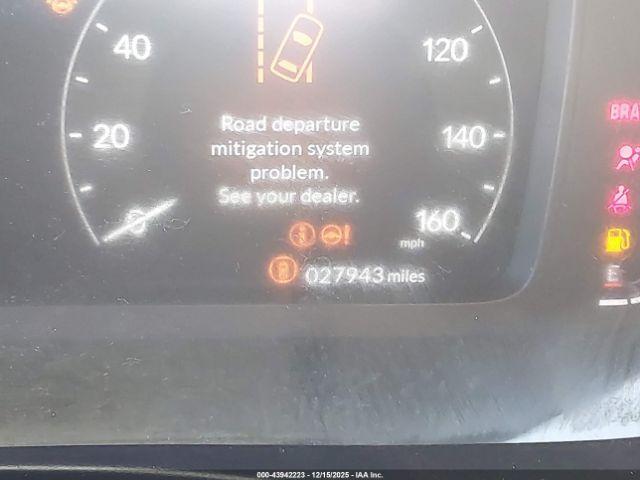 40
120
BRA
Road departure
20
mitigation system
140
problem.
See your dealer.
0
160
mph
027943 miles
E
000-43942223 - 12/15/2025 - IAA Inc.